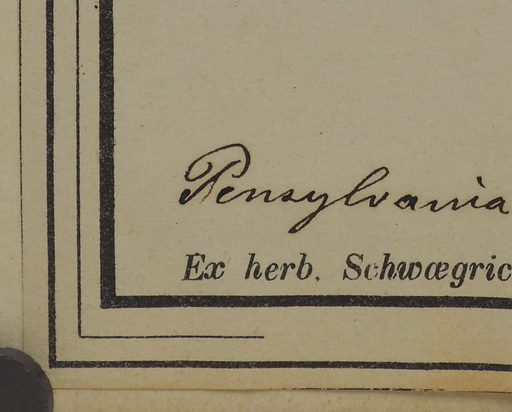 Pensylvania
Ex herb. Schwægric